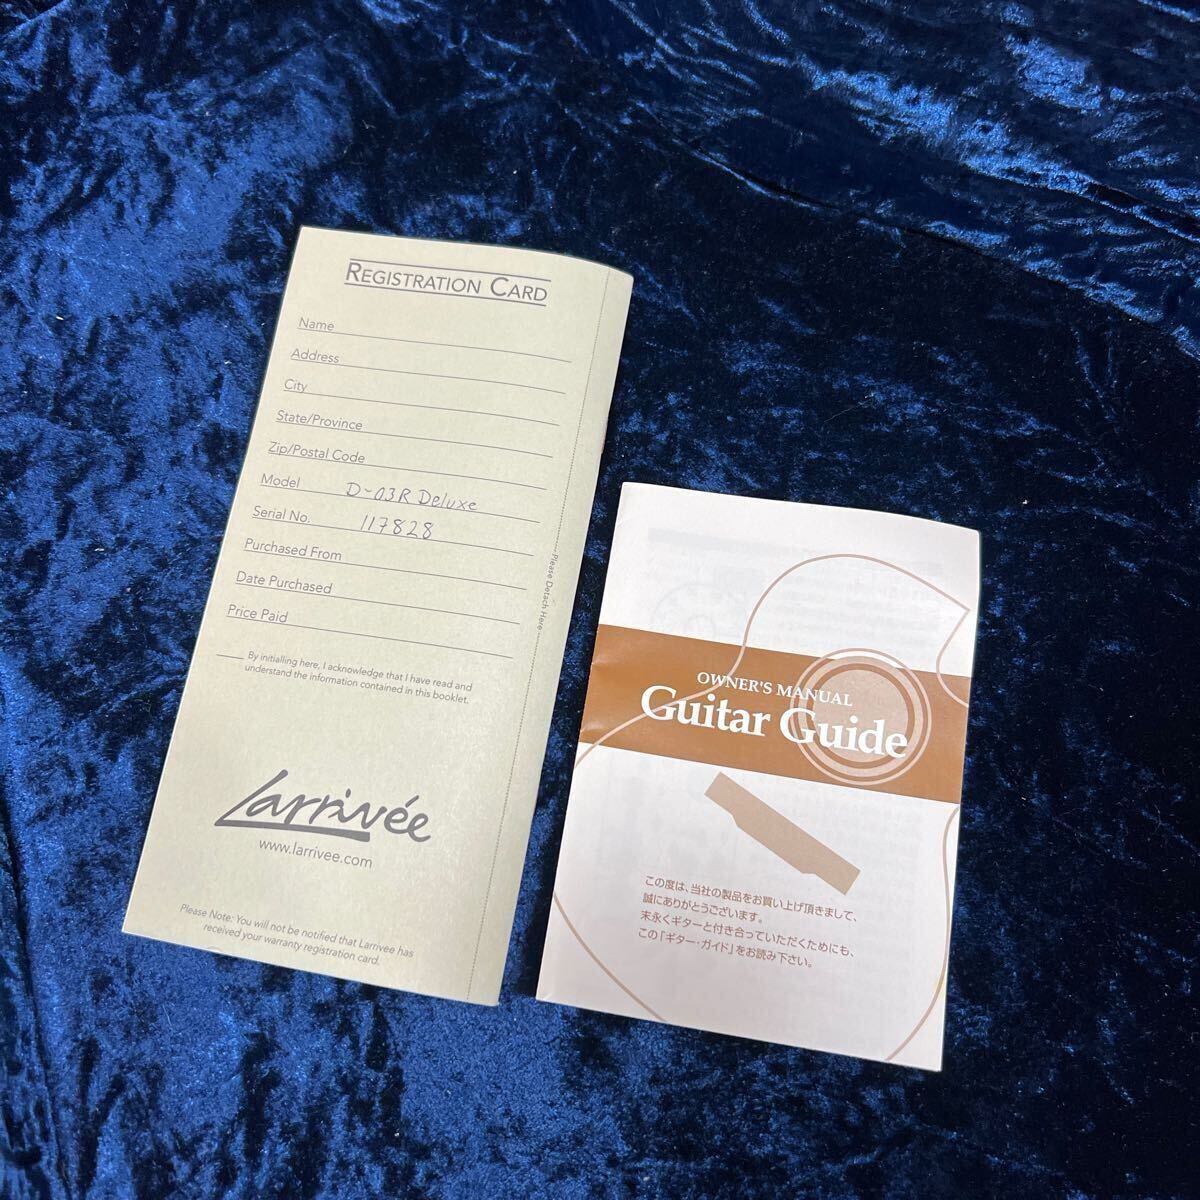 REGISTRATION CARD
Name
Address
City
State/Province
Zip/Postal Code
Model D-03R Deluxe
Serial No. 117828
Purchased From
Date Purchased
Price Paid
By initialling here, I acknowledge that I have read and
understand the information contained in this booklet.
Please Detach Here
Larrivée
www.larrivee.com
Please Note: You will not be notified that Larrivee has
received your warranty registration card.
OWNER'S MANUAL
Guitar Guide
この度は、当社の製品をお買い上げ頂きまして、
誠にありがとうございます。
末永くギターと付き合っていただくためにも、
この「ギター・ガイド」をお読み下さい。